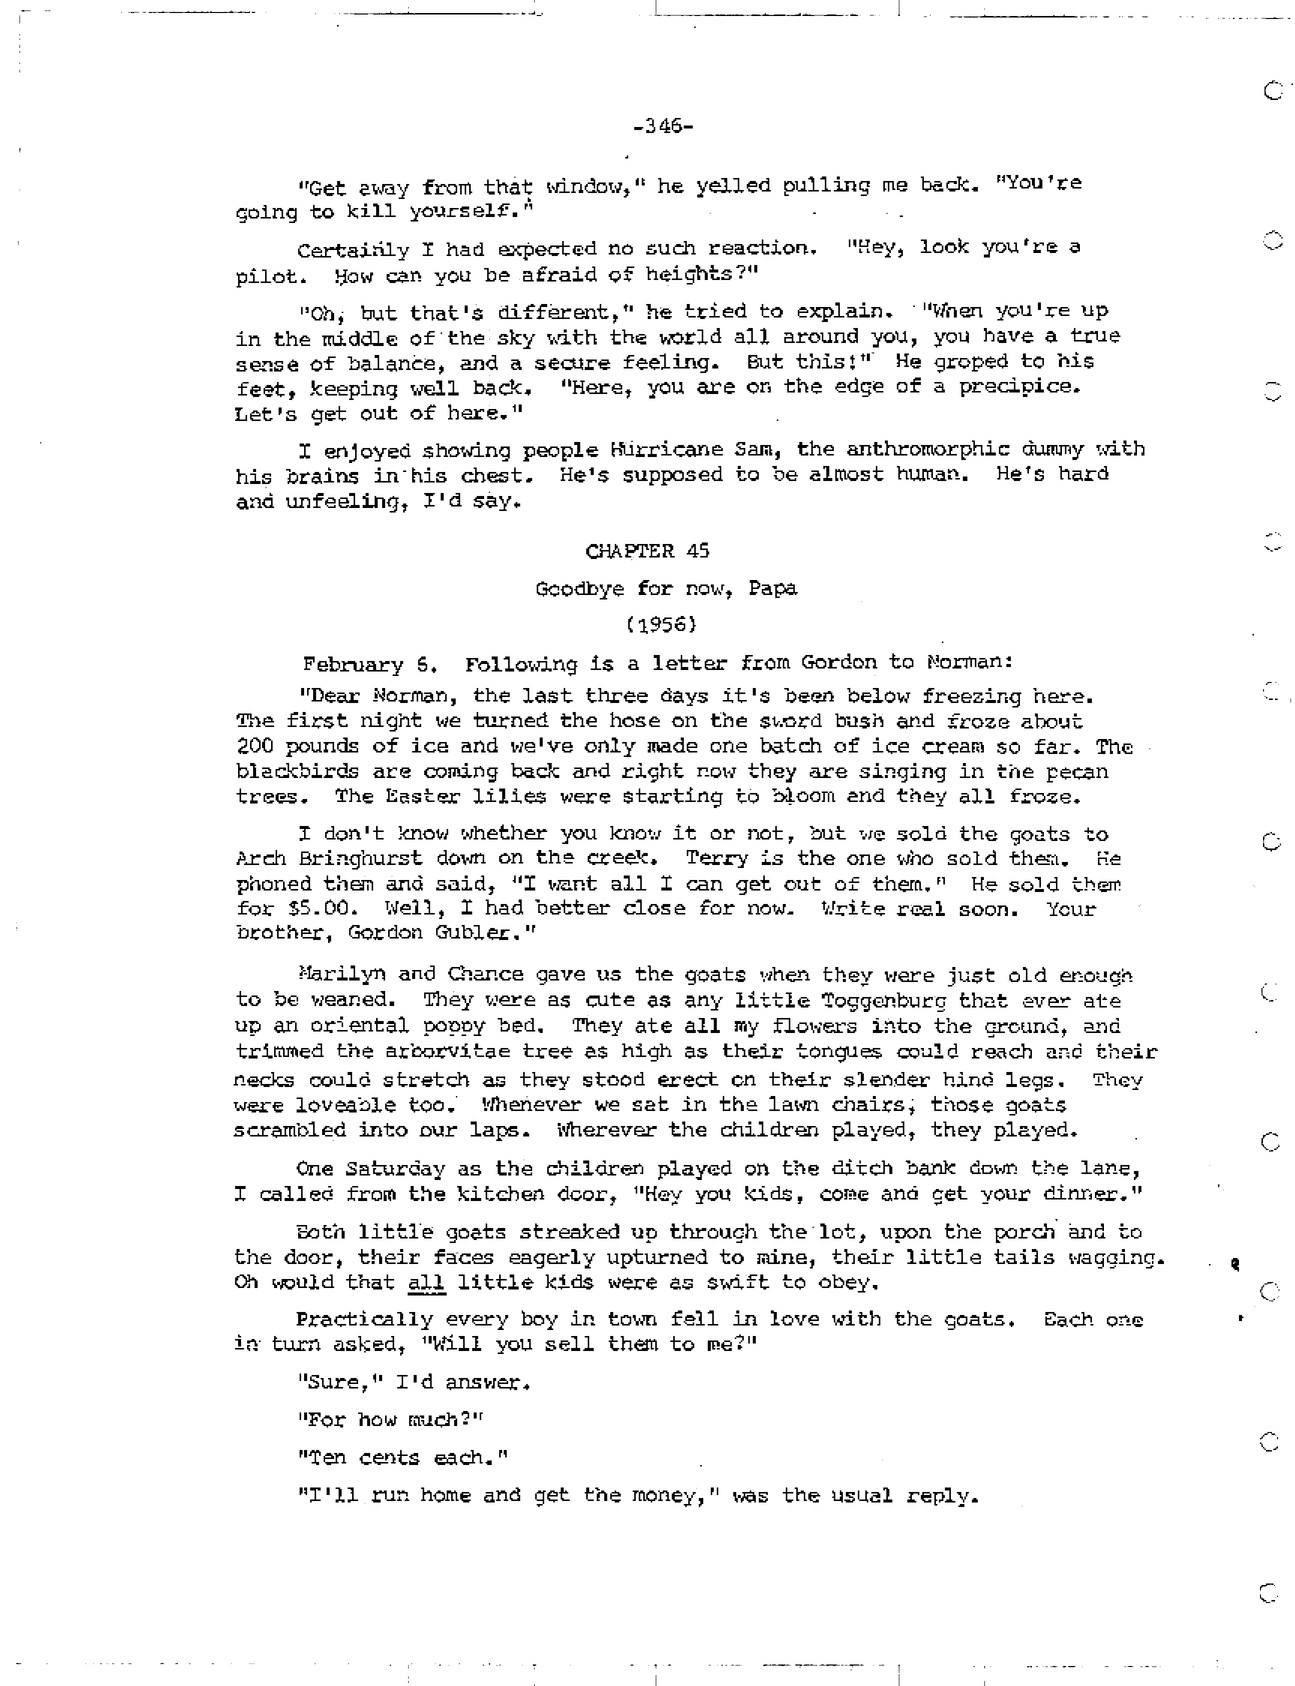 -346-
"Get away from that window," he yelled pulling me back. "You're
going to kill yourself."
Certainly I had expected no such reaction. "Hey, look you're a
pilot. How can you be afraid of heights?"
"Oh, but that's different," he tried to explain. "When you're up
in the middle of the sky with the world all around you, you have a true
sense of balance, and a secure feeling. But this!" He groped to his
feet, keeping well back. "Here, you are on the edge of a precipice.
Let's get out of here."
I enjoyed showing people Hurricane Sam, the anthromorphic dummy with
his brains in his chest. He's supposed to be almost human. He's hard
and unfeeling, I'd say.
CHAPTER 45
Goodbye for now, Papa
(1956)
February 6. Following is a letter from Gordon to Norman:
"Dear Norman, the last three days it's been below freezing here.
The first night we turned the hose on the sword bush and froze about
200 pounds of ice and we've only made one batch of ice cream so far. The
blackbirds are coming back and right now they are singing in the pecan
trees. The Easter lilies were starting to bloom and they all froze.
I don't know whether you know it or not, but we sold the goats to
Arch Bringhurst down on the creek. Terry is the one who sold them. He
phoned them and said, "I want all I can get out of them." He sold them
for $5.00. Well, I had better close for now. Write real soon. Your
brother, Gordon Gubler."
Marilyn and Chance gave us the goats when they were just old enough
to be weaned. They were as cute as any little Toggenburg that ever ate
up an oriental poppy bed. They ate all my flowers into the ground, and
trimmed the arborvitae tree as high as their tongues could reach and their
necks could stretch as they stood erect on their slender hind legs. They
were loveable too. Whenever we sat in the lawn chairs, those goats
scrambled into our laps. Wherever the children played, they played.
One Saturday as the children played on the ditch bank down the lane,
I called from the kitchen door, "Hey you kids, come and get your dinner."
Both little goats streaked up through the lot, upon the porch and to
the door, their faces eagerly upturned to mine, their little tails wagging.
Oh would that all little kids were as swift to obey.
Practically every boy in town fell in love with the goats. Each one
in turn asked, "Will you sell them to me?"
"Sure," I'd answer.
"For how much?"
"Ten cents each."
"I'll run home and get the money," was the usual reply.